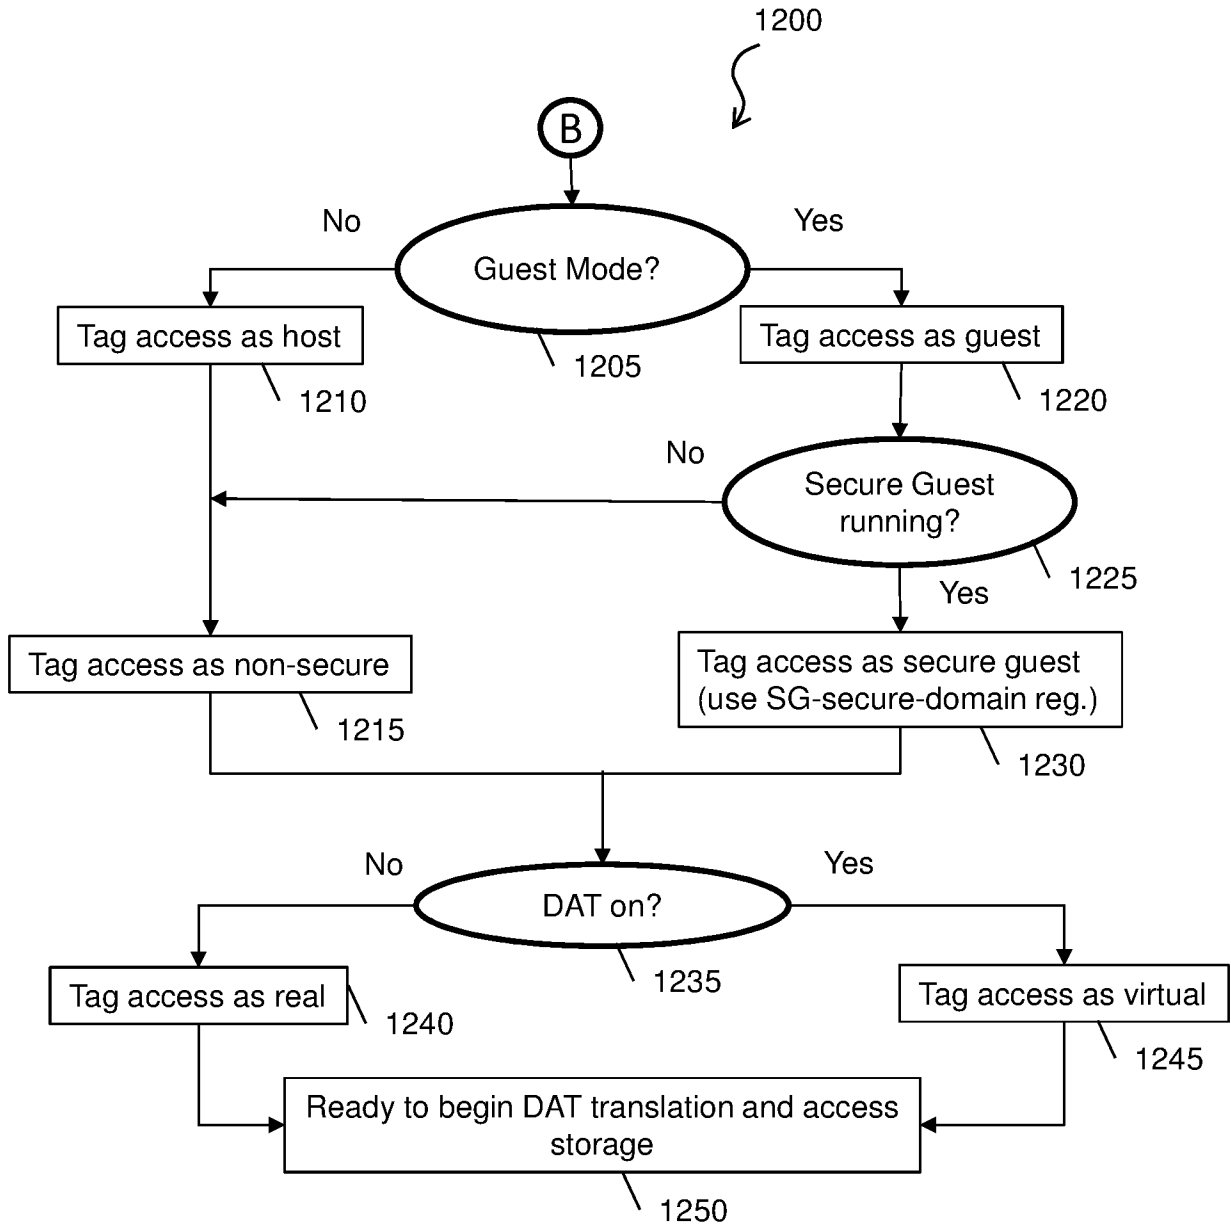 1200
B
No
Yes
Guest Mode?
Tag access as host
Tag access as guest
1205
1210
1220
No
Secure Guest
running?
1225
Yes
Tag access as non-secure
Tag access as secure guest
(use SG-secure-domain reg.)
1215
1230
No
Yes
DAT on?
1235
Tag access as real
Tag access as virtual
1240
1245
Ready to begin DAT translation and access
storage
1250